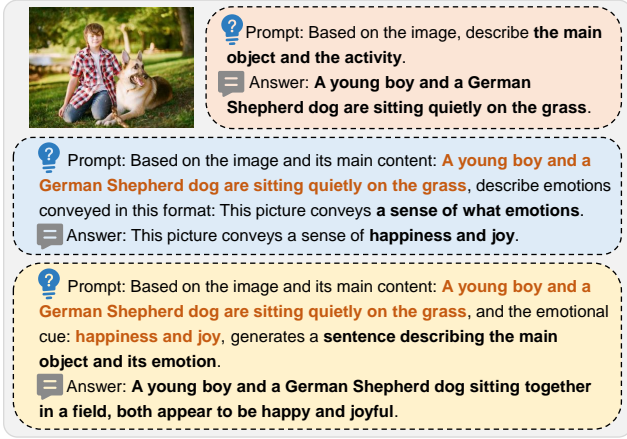 Prompt: Based on the image, describe the main
object and the activity.
Answer: A young boy and a German
Shepherd dog are sitting quietly on the grass.
Prompt: Based on the image and its main content: A young boy and a
German Shepherd dog are sitting quietly on the grass, describe emotions
conveyed in this format: This picture conveys a sense of what emotions.
Answer: This picture conveys a sense of happiness and joy.
Prompt: Based on the image and its main content: A young boy and a
German Shepherd dog are sitting quietly on the grass, and the emotional
cue: happiness and joy, generates a sentence describing the main
object and its emotion.
Answer: A young boy and a German Shepherd dog sitting together
in a field, both appear to be happy and joyful.